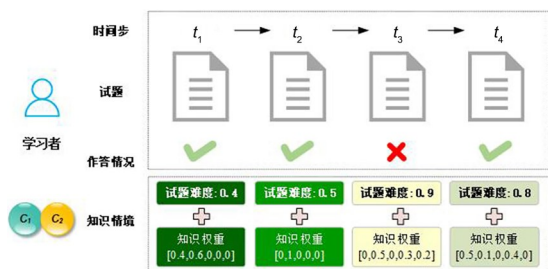 时间步 t1 t2 t3 t4
试题
学习者
作答情况
C1 C2 知识情境
试题难度:0.4 试题难度:0.5 试题难度:0.9 试题难度:0.8
知识权重 知识权重 知识权重 知识权重
[0.4,0.6,0,0,0] [0,1,0,0,0] [0,0.5,0,0.3,0.2] [0.5,0.1,0,0.4,0]